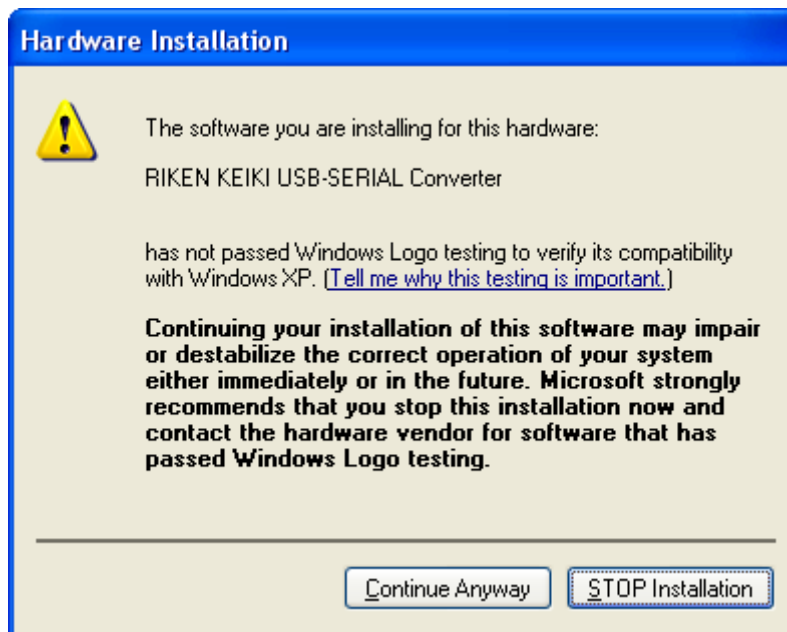 Hardware Installation
The software you are installing for this hardware:
RIKEN KEIKI USB-SERIAL Converter
has not passed Windows Logo testing to verify its compatibility
with Windows XP. (Tell me why this testing is important.)
Continuing your installation of this software may impair
or destabilize the correct operation of your system
either immediately or in the future. Microsoft strongly
recommends that you stop this installation now and
contact the hardware vendor for software that has
passed Windows Logo testing.
Continue Anyway
STOP Installation